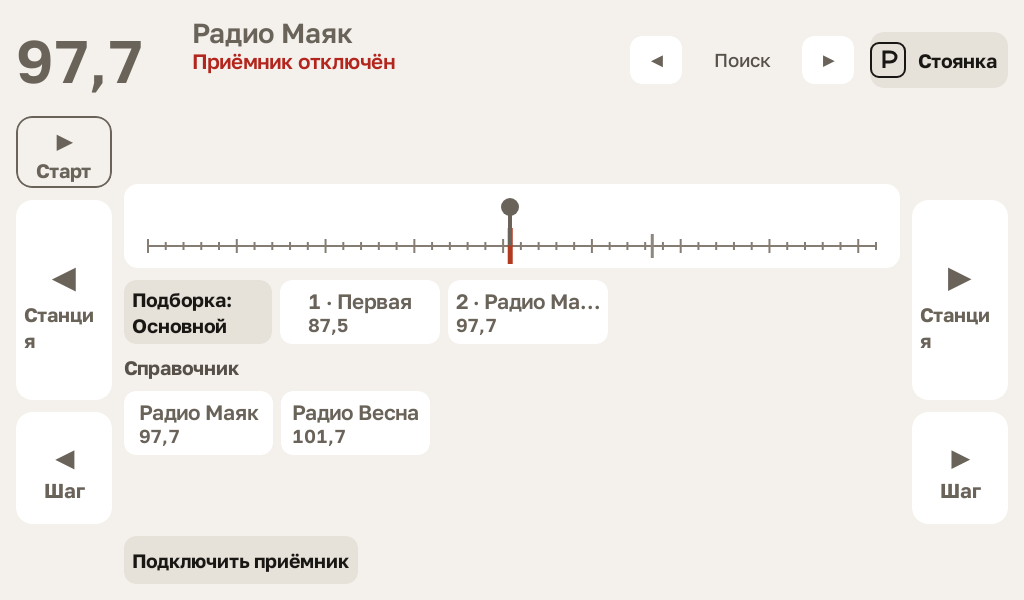 97,7
Радио Маяк
Приёмник отключён
◄
Поиск
►
P
Стоянка
►
Старт
◄
Станци
я
►
Станци
я
Подборка:
Основной
1 · Первая
87,5
2 · Радио Ма…
97,7
Справочник
Радио Маяк
97,7
Радио Весна
101,7
◄
Шаг
►
Шаг
Подключить приёмник